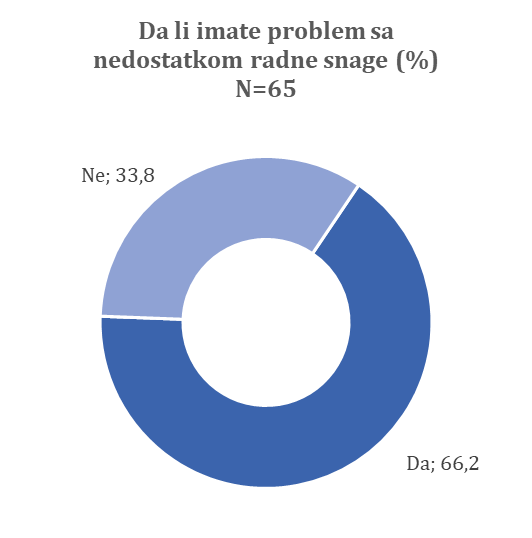 Da li imate problem sa
nedostatkom radne snage (%)
N=65
Ne; 33,8
Da; 66,2